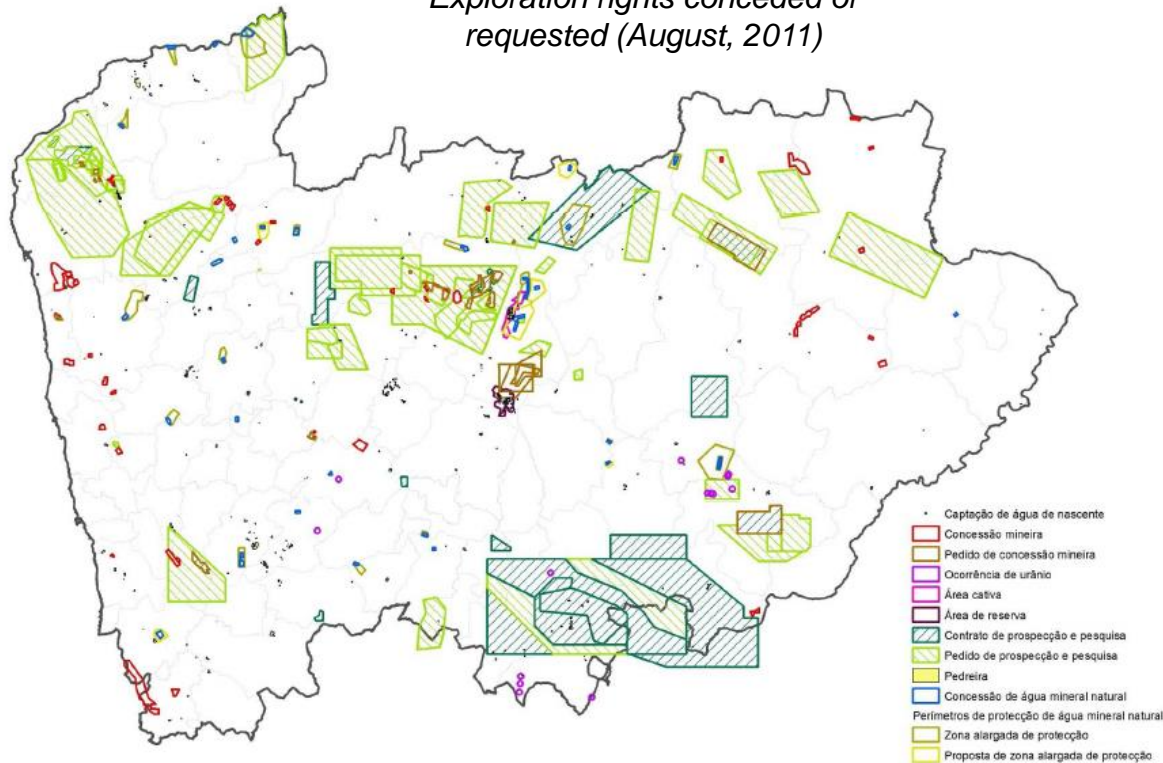 Exploration rights conceded or
requested (August, 2011)
Captação de água de nascente
Concessão mineira
Pedido de concessão mineira
Ocorrência de urânio
Área cativa
Área de reserva
Contrato de prospecção e pesquisa
Pedido de prospecção e pesquisa
Pedreira
Concessão de água mineral natural
Perímetros de protecção de água mineral natural
Zona alargada de protecção
Proposta de zona alargada de protecção